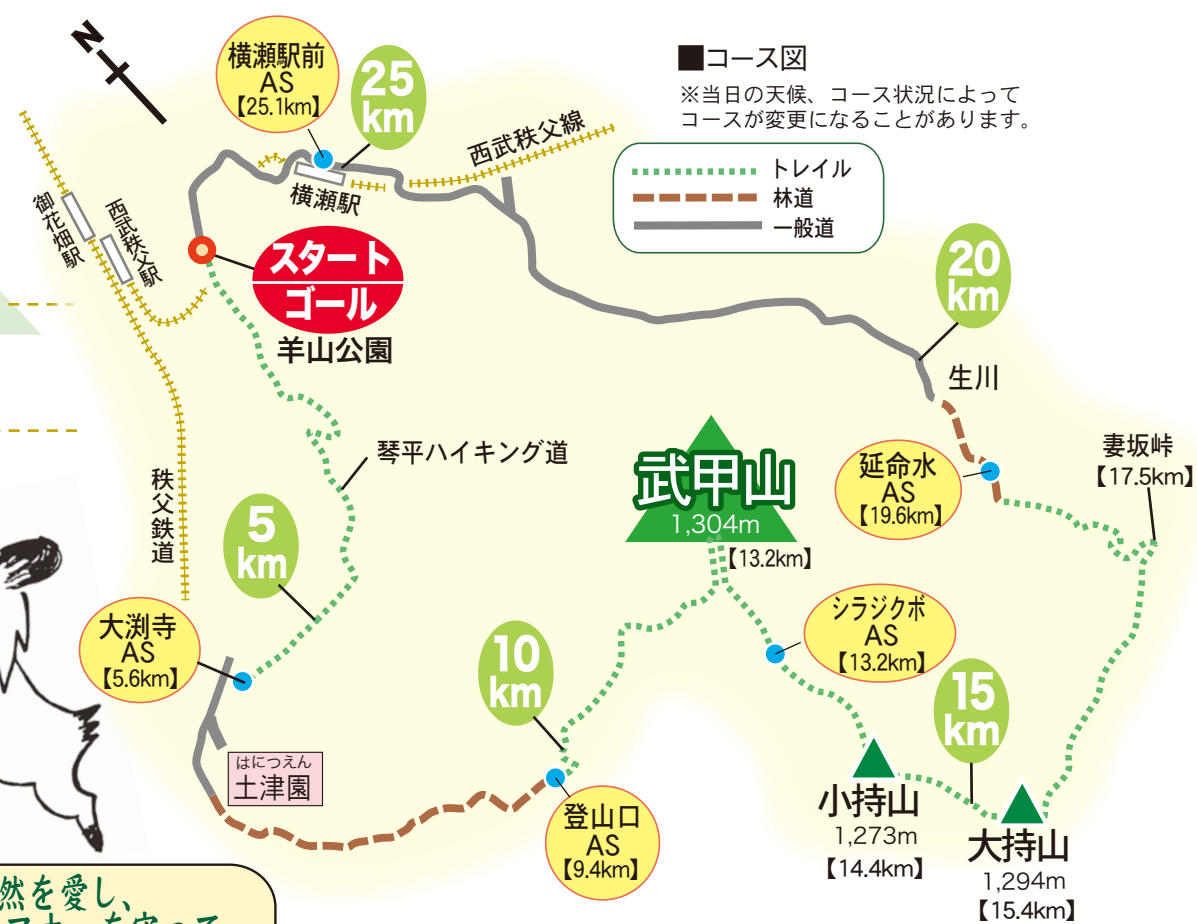 N
横瀬駅前
AS
【25.1km】
25
km
■コース図
※当日の天候、コース状況によって
コースが変更になることがあります。
西武秩父線
トレイル
林道
一般道
横瀬駅
御花畑駅
西武秩父駅
スタート
ゴール
羊山公園
20
km
生川
琴平ハイキング道
武甲山
1,304m
【13.2km】
延命水
AS
【19.6km】
妻坂峠
【17.5km】
秩父鉄道
5
km
大渕寺
AS
【5.6km】
10
km
シラジクボ
AS
【13.2km】
15
km
はにつえん
土津園
登山口
AS
【9.4km】
小持山
1,273m
【14.4km】
大持山
1,294m
【15.4km】
然を愛し、
マナーを守って